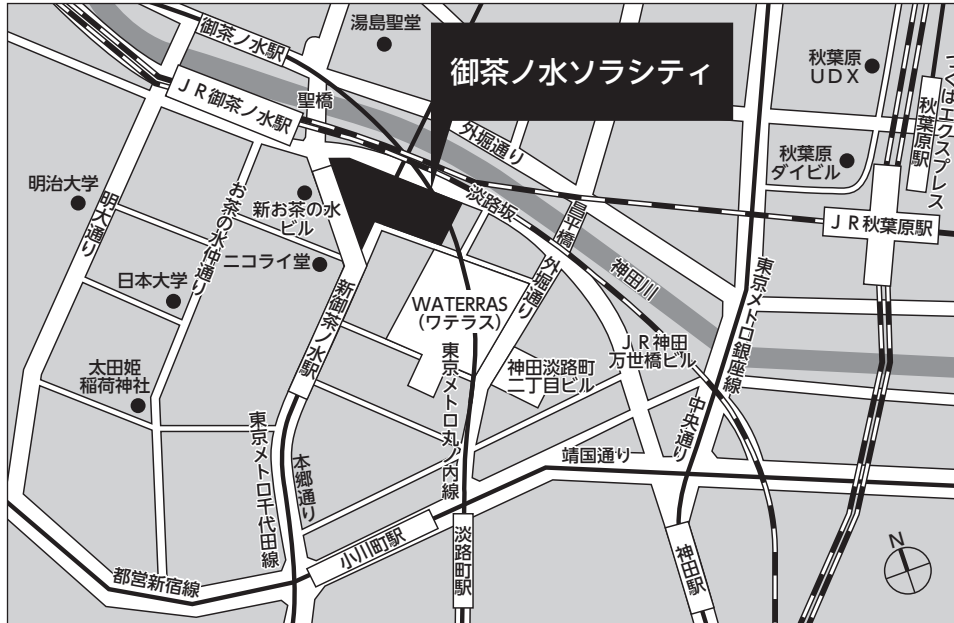 湯島聖堂
御茶ノ水駅
御茶ノ水ソラシティ
秋葉原
UDX
つくばエクスプレス
秋葉原駅
JR御茶ノ水駅
聖橋
外堀通り
秋葉原
ダイビル
明治大学
明大通り
お茶の水仲通り
新お茶の水
ビル
淡路坂
昌平橋
JR秋葉原駅
ニコライ堂
日本大学
新御茶ノ水駅
WATERRAS
(ワテラス)
外堀通り
神田川
東京メトロ銀座線
JR神田
万世橋ビル
太田姫
稲荷神社
神田淡路町
二丁目ビル
東京メトロ丸ノ内線
中央通り
東京メトロ千代田線
本郷通り
靖国通り
小川町駅
淡路町駅
神田駅
都営新宿線
N